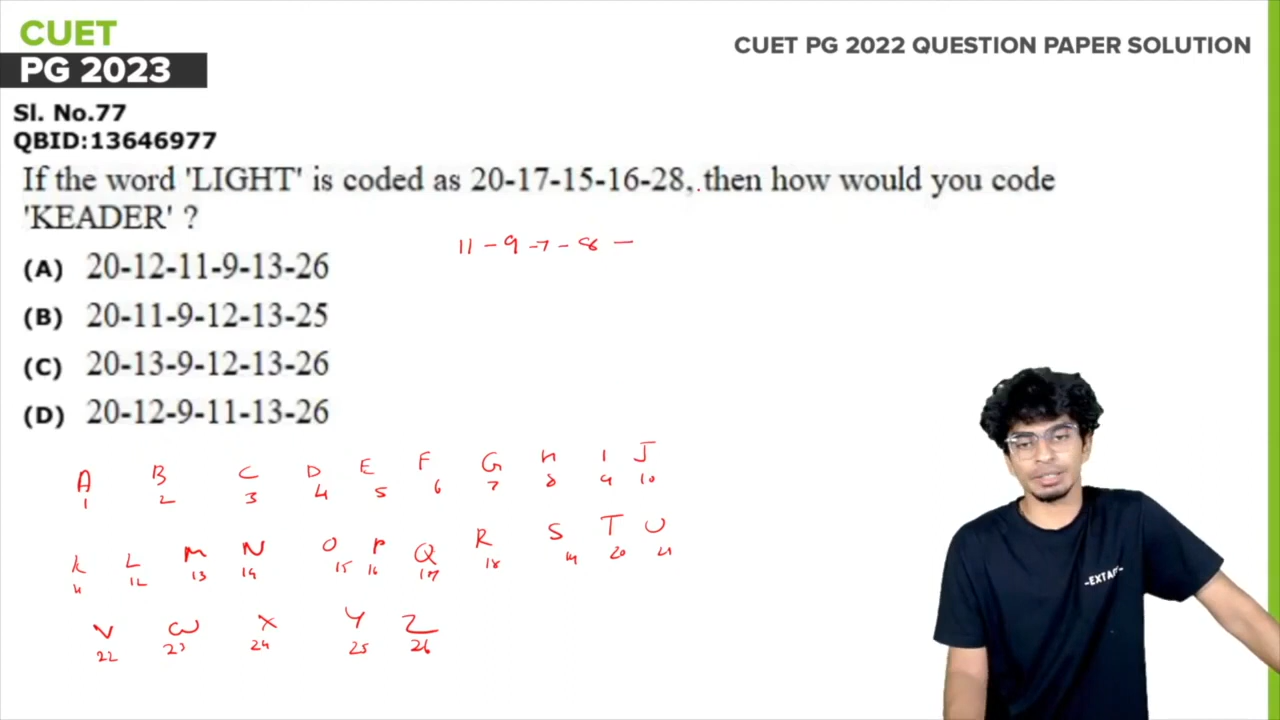 CUET
PG 2023
CUET PG 2022 QUESTION PAPER SOLUTION
Sl. No.77
QBID:13646977
If the word 'LIGHT' is coded as 20-17-15-16-28, then how would you code
'KEADER' ?
11 - 9 - 7 - 8 -
(A) 20-12-11-9-13-26
(B) 20-11-9-12-13-25
(C) 20-13-9-12-13-26
(D) 20-12-9-11-13-26
A B C D E F G H I J
1 2 3 4 5 6 7 8 9 10
K L M N O P Q R S T U
11 12 13 14 15 16 17 18 19 20 21
V W X Y Z
22 23 24 25 26
-EXTAFF-